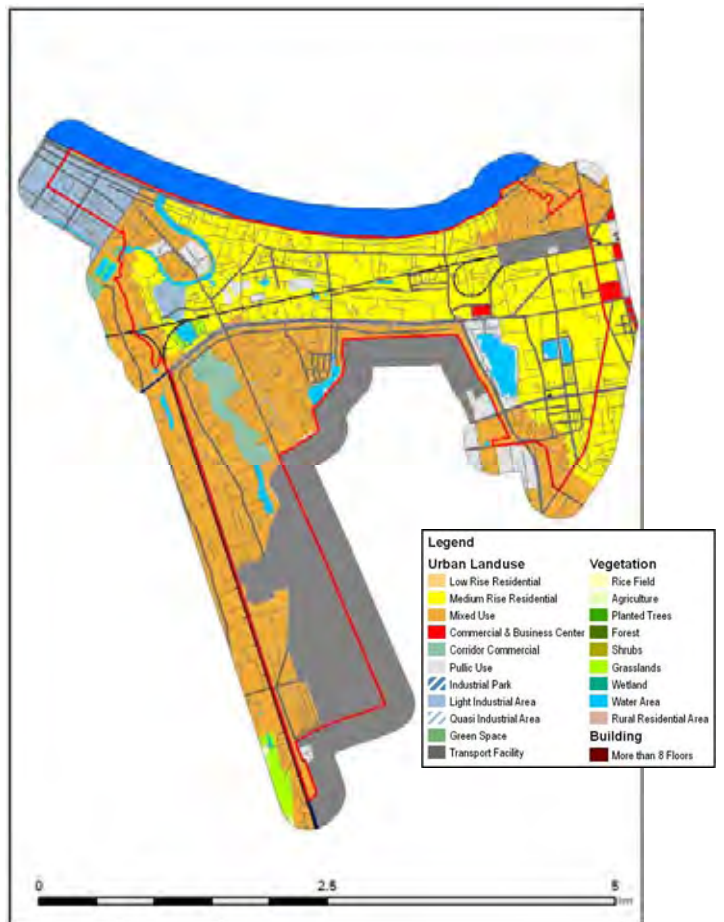 Legend
Urban Landuse
Low Rise Residential
Medium Rise Residential
Mixed Use
Commercial & Business Center
Corridor Commercial
Pullic Use
Industrial Park
Light Industrial Area
Quasi Industrial Area
Green Space
Transport Facility
Vegetation
Rice Field
Agriculture
Planted Trees
Forest
Shrubs
Grasslands
Wetland
Water Area
Rural Residential Area
Building
More than 8 Floors
0 2.5 5